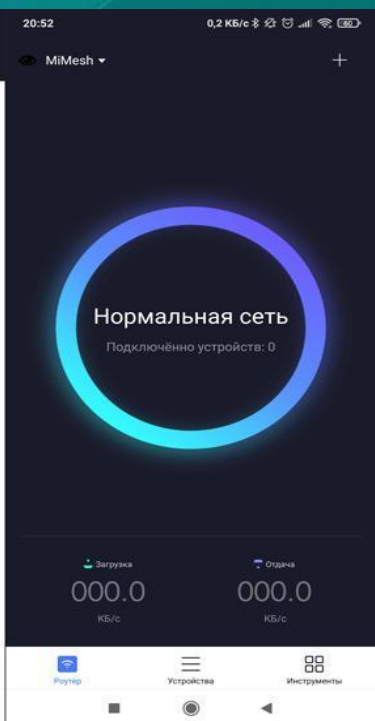 20:52 0,2 КБ/с 60
MiMesh
Нормальная сеть
Подключённо устройств: 0
Загрузка Отдача
000.0 000.0
КБ/с КБ/с
Роутер Устройства Инструменты